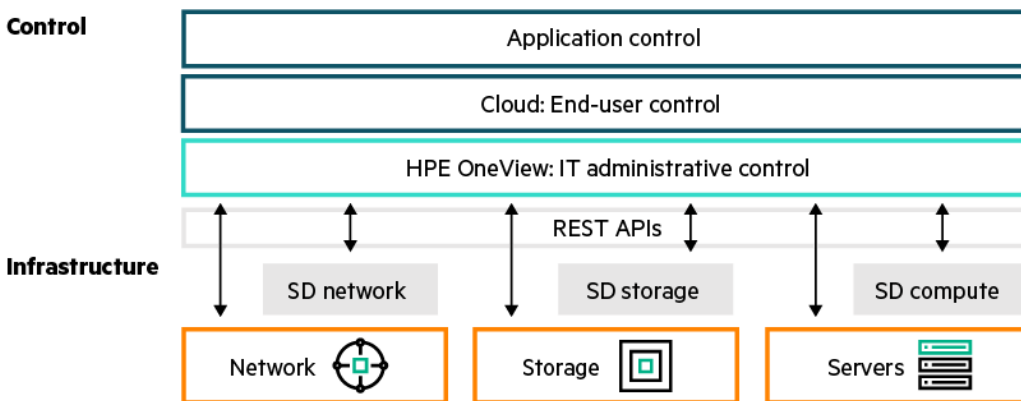 Control
Application control
Cloud: End-user control
HPE OneView: IT administrative control
REST APIs
Infrastructure
SD network
SD storage
SD compute
Network
Storage
Servers